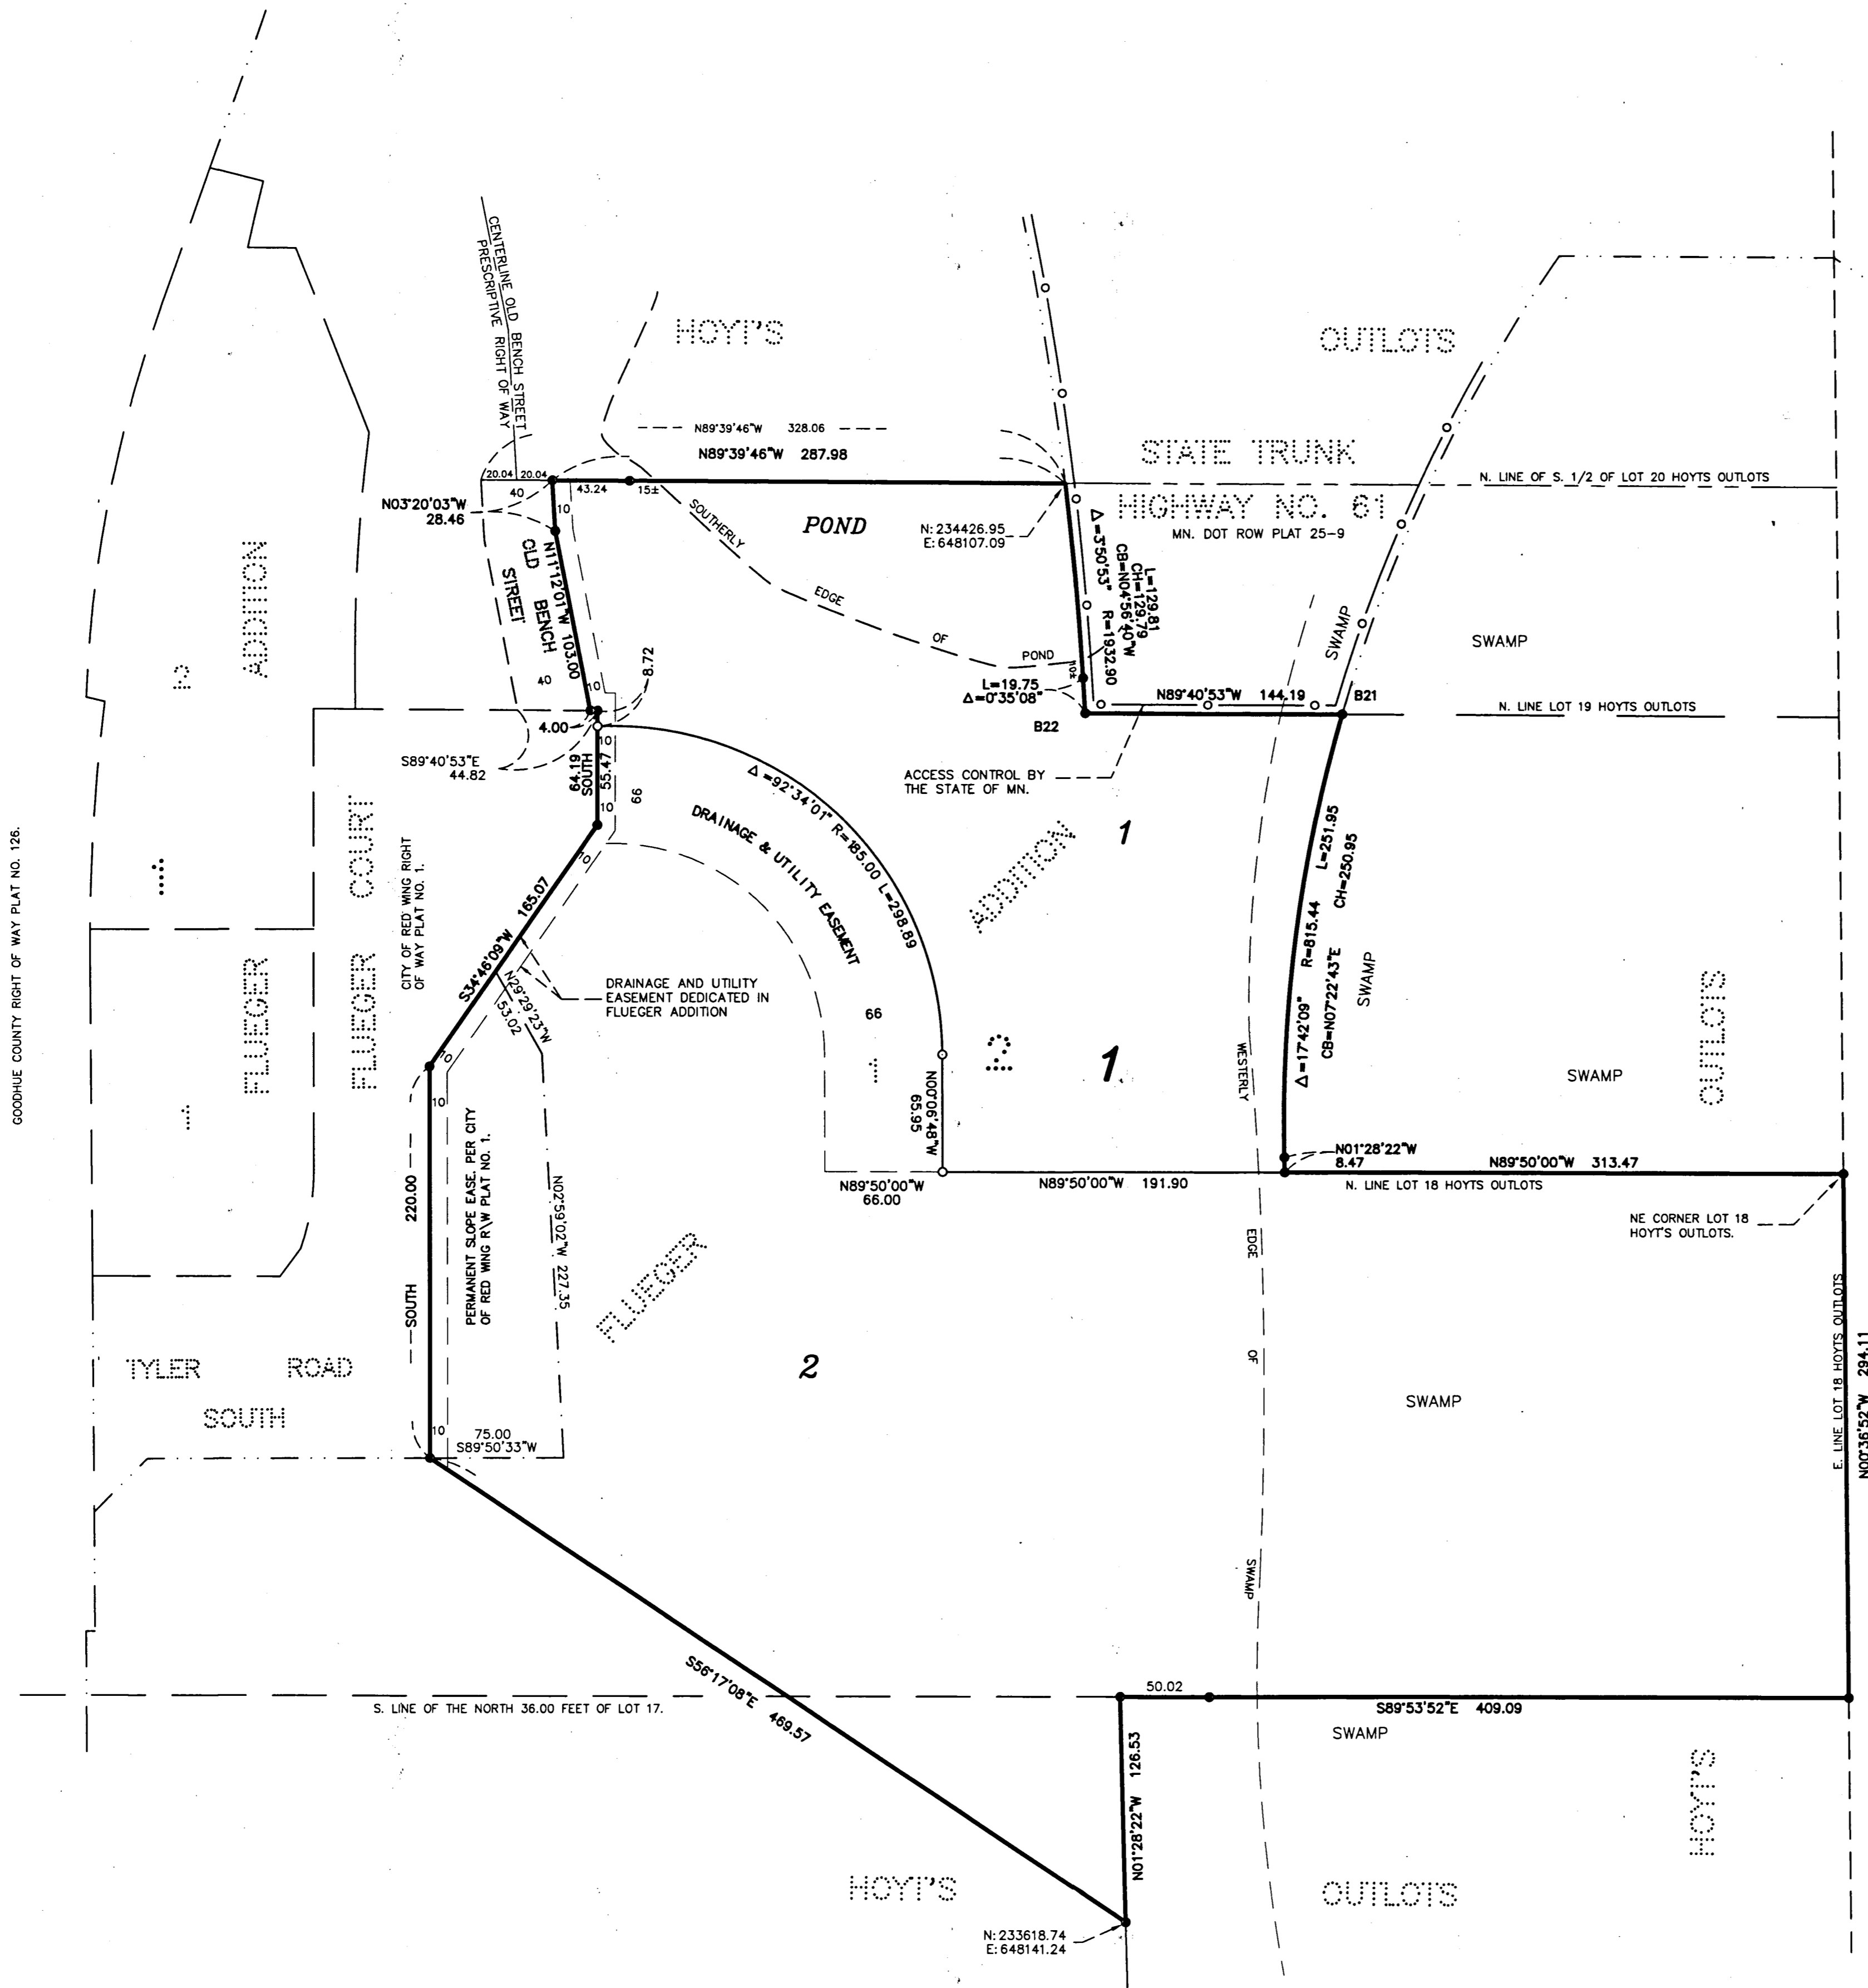 CENTERLINE OLD BENCH STREET
PRESCRIPTIVE RIGHT OF WAY
HOYT'S
OUTLOTS
N89°39'46"W 328.06
N89°39'46"W 287.98
STATE TRUNK
HIGHWAY NO. 61
MN. DOT ROW PLAT 25-9
N. LINE OF S. 1/2 OF LOT 20 HOYTS OUTLOTS
20.04
20.04
40
43.24
15±
N03°20'03"W
28.46
10
POND
N: 234426.95
E: 648107.09
SOUTHERLY
EDGE
OF
POND
N11°12'01"W 103.00
OLD BENCH
STREET
40
10
8.72
L=129.81
CH=129.79
CB=N04°56'40"W
Δ=3°50'53" R=1932.90
10±
L=19.75
Δ=0°35'08"
B22
N89°40'53"W 144.19
B21
SWAMP
SWAMP
N. LINE LOT 19 HOYTS OUTLOTS
4.00
S89°40'53"E
44.82
64.19
SOUTH
55.47
10
10
66
ACCESS CONTROL BY
THE STATE OF MN.
ADDITION
2
1
FLUEGER
COURT
FLUEGER
1
GOODHUE COUNTY RIGHT OF WAY PLAT NO. 126.
CITY OF RED WING RIGHT
OF WAY PLAT NO. 1.
Δ=92°34'01" R=185.00 L=298.89
DRAINAGE & UTILITY EASEMENT
66
ADDITION
1
10
S34°46'09"W 165.07
N29°29'23"W
53.02
10
DRAINAGE AND UTILITY
EASEMENT DEDICATED IN
FLUEGER ADDITION
1
2
1
N00°06'48"W
65.95
WESTERLY
EDGE
OF
SWAMP
Δ=17°42'09" R=815.44 L=251.95
CB=N07°22'43"E CH=250.95
SWAMP
SWAMP
OUTLOTS
N01°28'22"W
8.47
N89°50'00"W 313.47
N. LINE LOT 18 HOYTS OUTLOTS
N89°50'00"W
66.00
N89°50'00"W 191.90
NE CORNER LOT 18
HOYT'S OUTLOTS.
10
SOUTH 220.00
PERMANENT SLOPE EASE. PER CITY
OF RED WING R\W PLAT NO. 1.
N02°59'02"W 227.35
FLUEGER
2
E. LINE LOT 18 HOYTS OUTLOTS
N00°36'52"W 294.11
TYLER ROAD
SOUTH
10
75.00
S89°50'33"W
SWAMP
S56°17'08"E 469.57
S. LINE OF THE NORTH 36.00 FEET OF LOT 17.
50.02
S89°53'52"E 409.09
SWAMP
N01°28'22"W 126.53
HOYT'S
HOYT'S
OUTLOTS
N: 233618.74
E: 648141.24